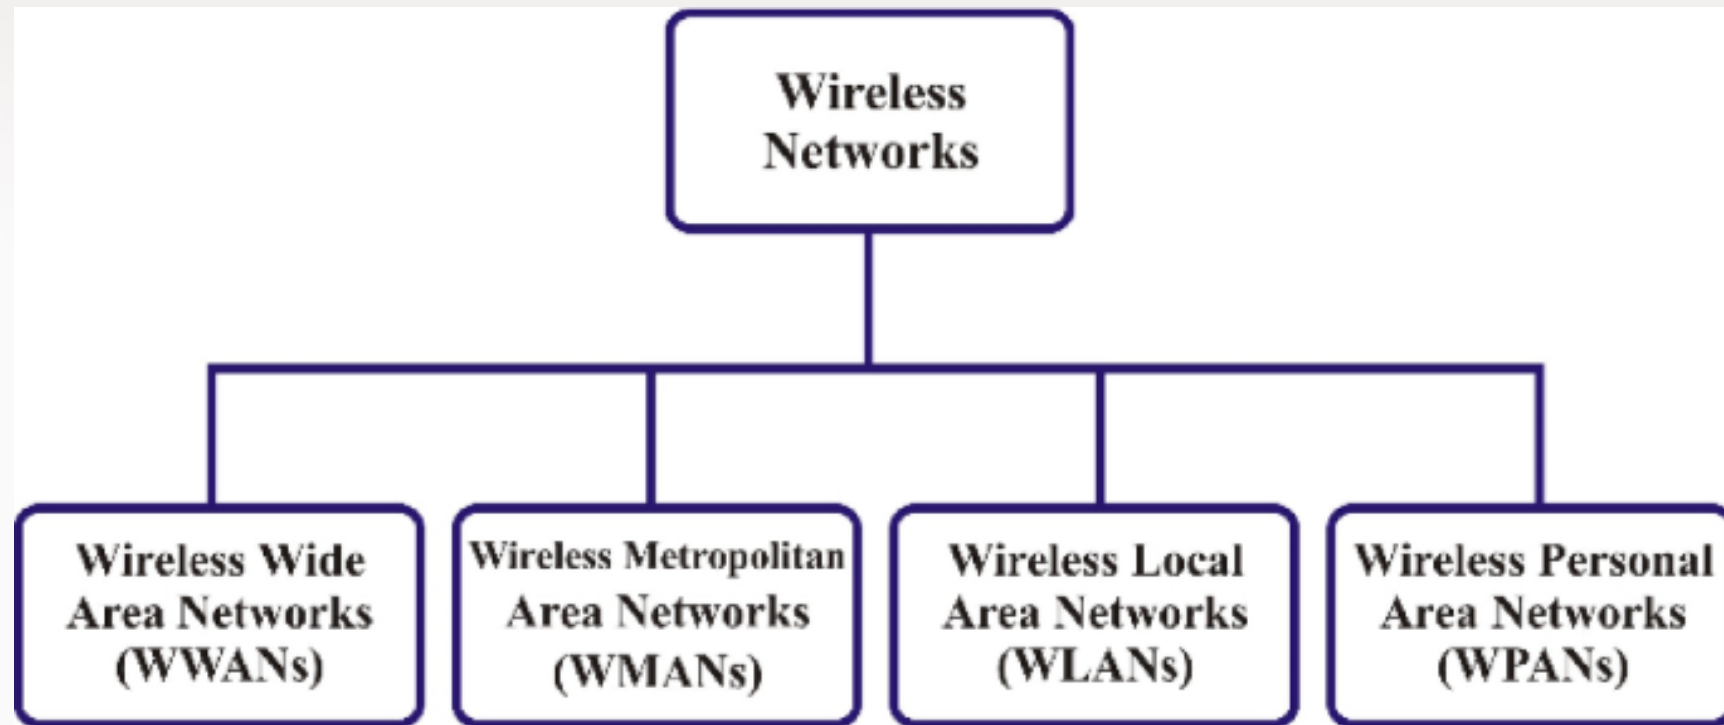 Wireless
Networks
Wireless Wide
Area Networks
(WWANs)
Wireless Metropolitan
Area Networks
(WMANs)
Wireless Local
Area Networks
(WLANs)
Wireless Personal
Area Networks
(WPANs)